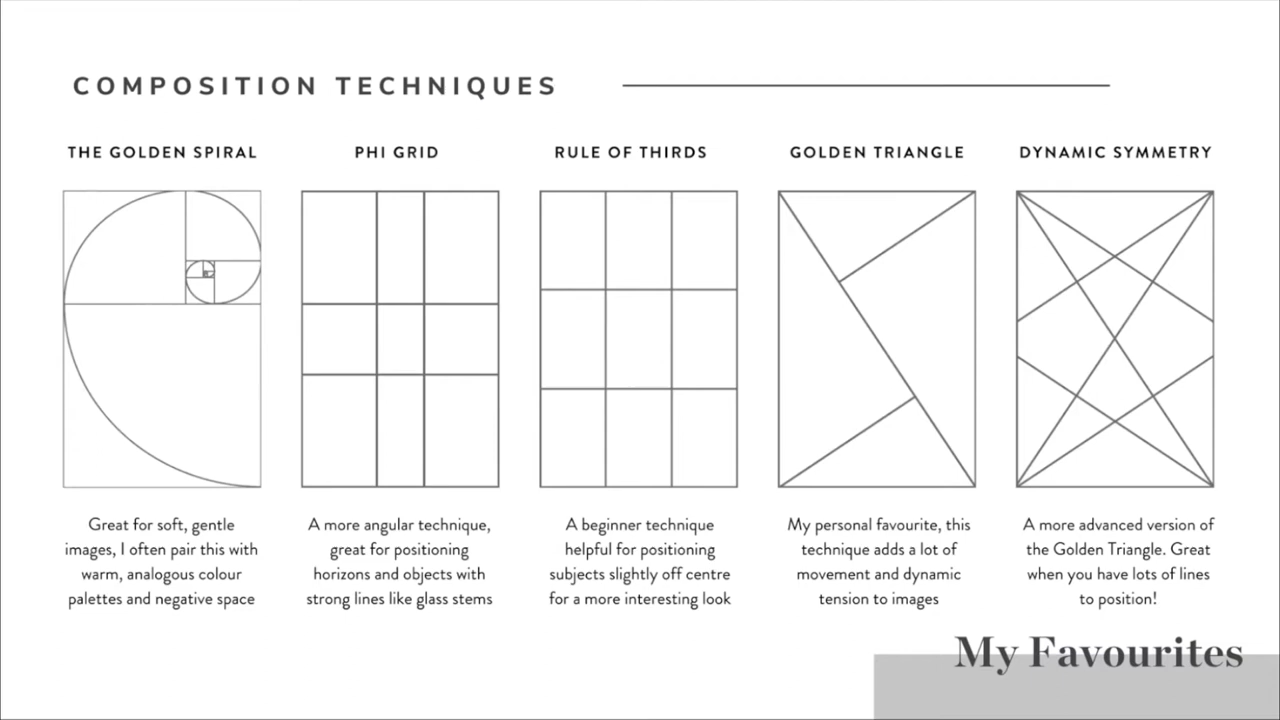 COMPOSITION TECHNIQUES
THE GOLDEN SPIRAL
Great for soft, gentle
images, I often pair this with
warm, analogous colour
palettes and negative space
PHI GRID
A more angular technique,
great for positioning
horizons and objects with
strong lines like glass stems
RULE OF THIRDS
A beginner technique
helpful for positioning
subjects slightly off centre
for a more interesting look
GOLDEN TRIANGLE
My personal favourite, this
technique adds a lot of
movement and dynamic
tension to images
DYNAMIC SYMMETRY
A more advanced version of
the Golden Triangle. Great
when you have lots of lines
to position!
My Favourites